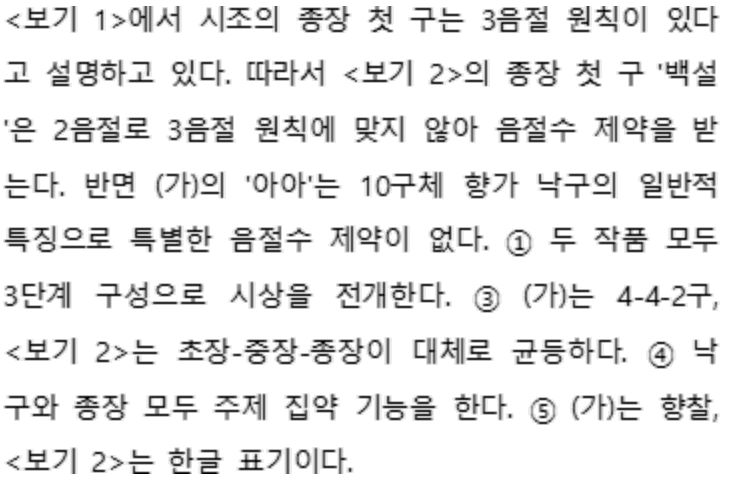 <보기 1>에서 시조의 종장 첫 구는 3음절 원칙이 있다
고 설명하고 있다. 따라서 <보기 2>의 종장 첫 구 '백설
'은 2음절로 3음절 원칙에 맞지 않아 음절수 제약을 받
는다. 반면 (가)의 '아아'는 10구체 향가 낙구의 일반적
특징으로 특별한 음절수 제약이 없다. ① 두 작품 모두
3단계 구성으로 시상을 전개한다. ③ (가)는 4-4-2구,
<보기 2>는 초장-중장-종장이 대체로 균등하다. ④ 낙
구와 종장 모두 주제 집약 기능을 한다. ⑤ (가)는 향찰,
<보기 2>는 한글 표기이다.